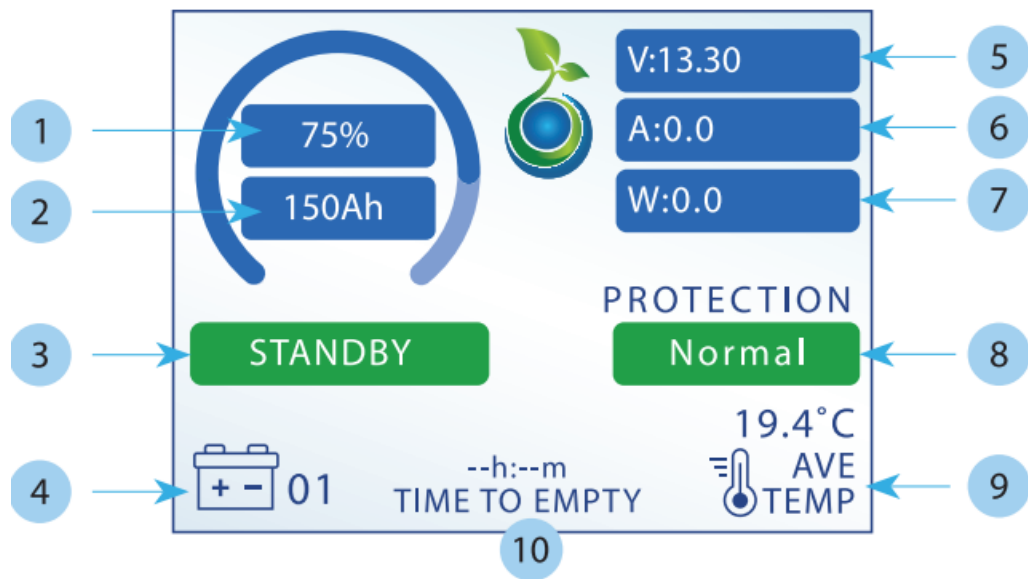 1
75%
2
150Ah
V:13.30
5
A:0.0
6
W:0.0
7
PROTECTION
3
STANDBY
Normal
8
4
+ -
01
--h:--m
TIME TO EMPTY
10
19.4°C
AVE
TEMP
9